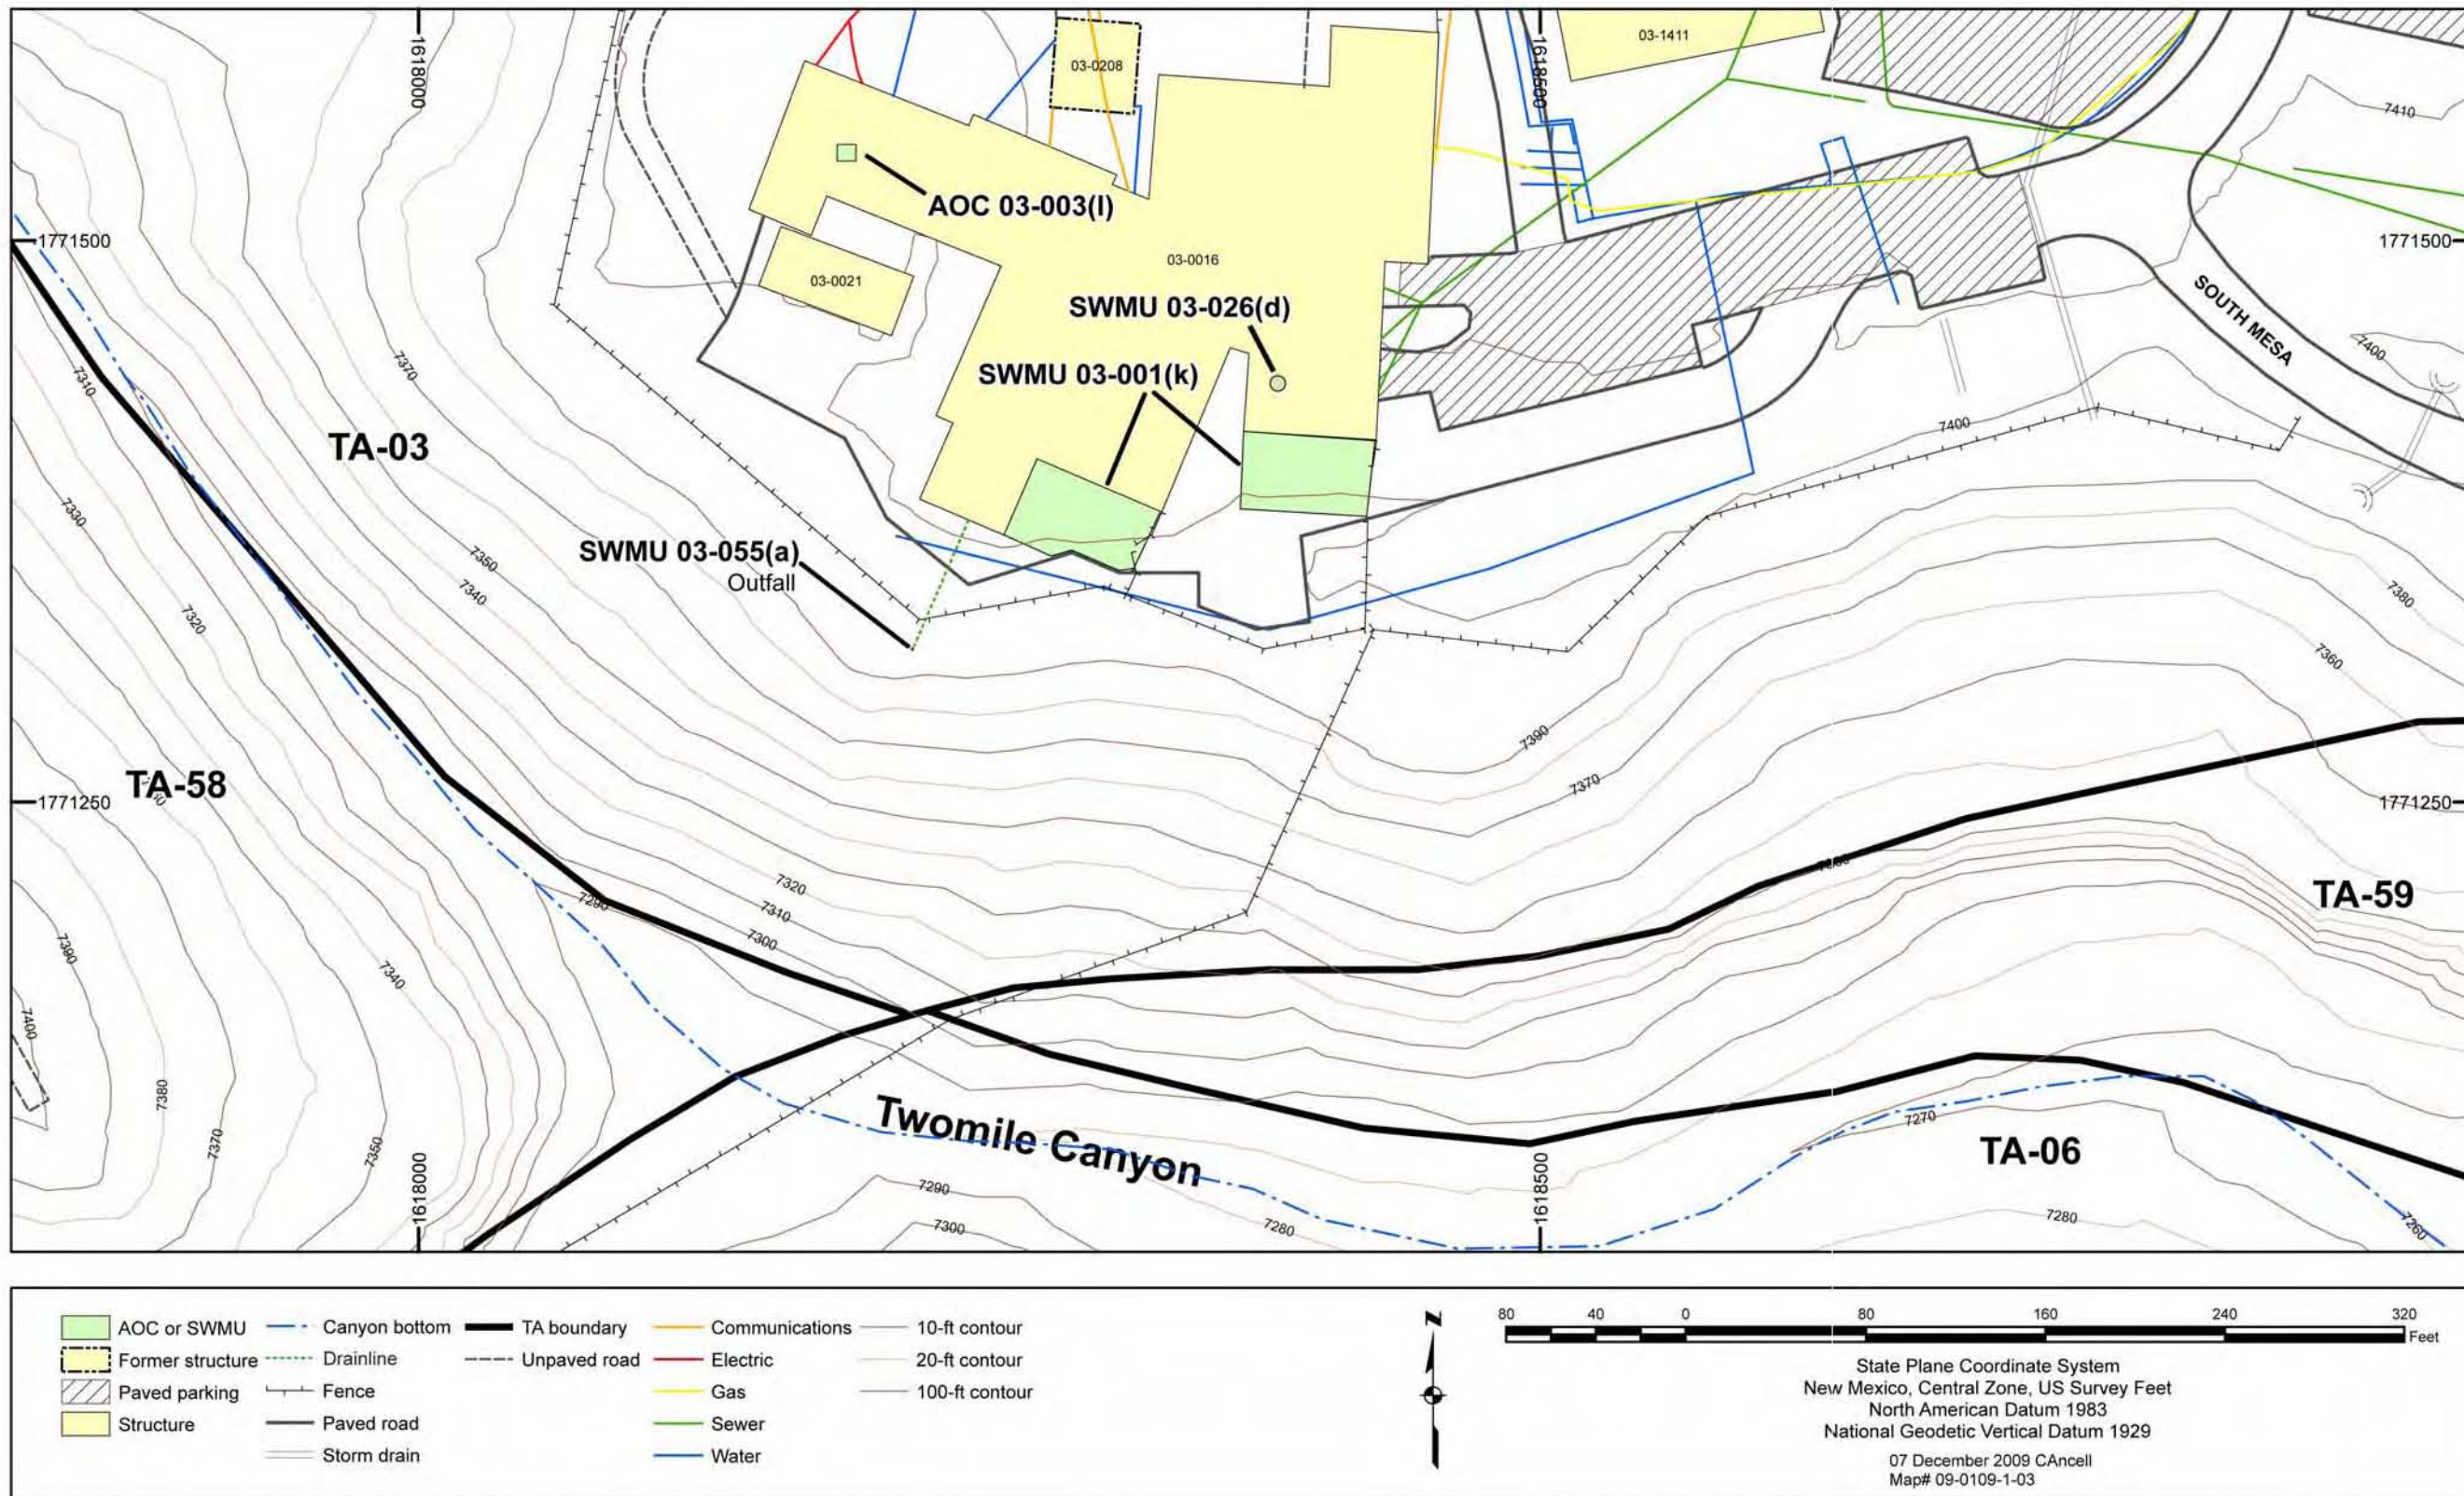 1618000
03-0208
1618500
03-1411
7410
AOC 03-003(l)
1771500
1771500
03-0016
03-0021
SOUTH MESA
SWMU 03-026(d)
7400
7310
7370
SWMU 03-001(k)
TA-03
7400
7330
SWMU 03-055(a)
Outfall
7350
7340
7320
7380
7360
7390
7370
TA-58
1771250
1771250
7320
TA-59
7290
7310
7300
7390
7340
7400
7380
7370
7350
1618000
Twomile Canyon
7270
TA-06
1618500
7290
7300
7280
7280
7260
AOC or SWMU
Former structure
Paved parking
Structure
Canyon bottom
Drainline
Fence
Paved road
Storm drain
TA boundary
Unpaved road
Communications
Electric
Gas
Sewer
Water
10-ft contour
20-ft contour
100-ft contour
N
80 40 0 80 160 240 320
Feet
State Plane Coordinate System
New Mexico, Central Zone, US Survey Feet
North American Datum 1983
National Geodetic Vertical Datum 1929
07 December 2009 CAncell
Map# 09-0109-1-03